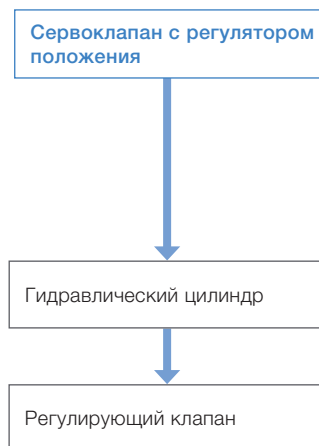 Сервоклапан с регулятором
положения
Гидравлический цилиндр
Регулирующий клапан